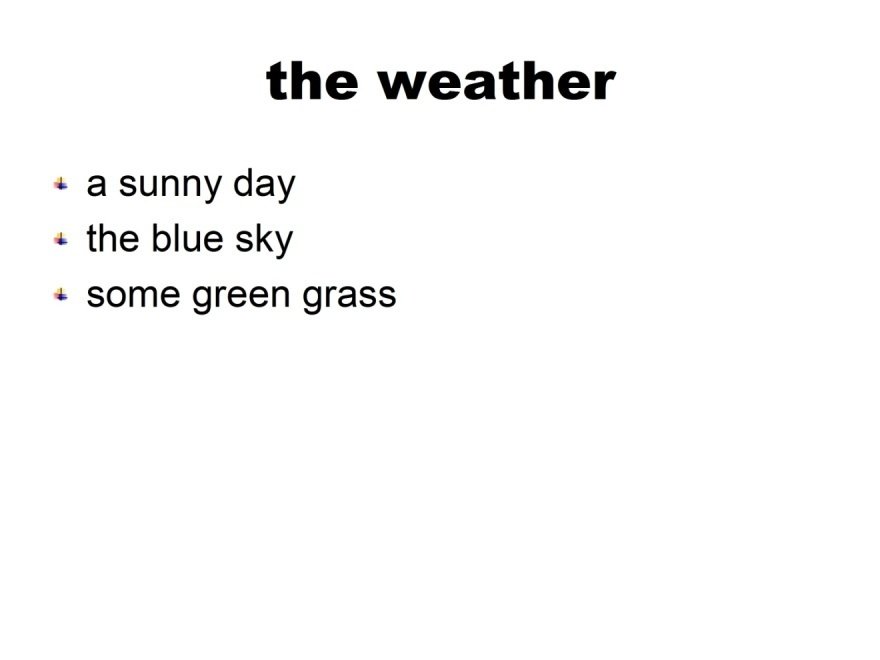 the weather
a sunny day
the blue sky
some green grass